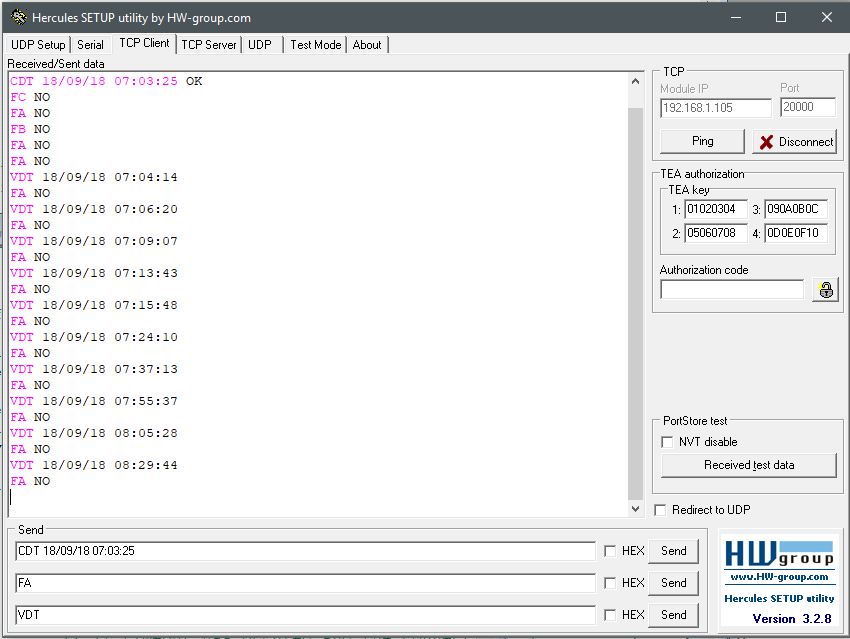 Hercules SETUP utility by HW-group.com
UDP Setup Serial TCP Client TCP Server UDP Test Mode About
Received/Sent data
CDT 18/09/18 07:03:25 OK
FC NO
FA NO
FB NO
FA NO
FA NO
VDT 18/09/18 07:04:14
FA NO
VDT 18/09/18 07:06:20
FA NO
VDT 18/09/18 07:09:07
FA NO
VDT 18/09/18 07:13:43
FA NO
VDT 18/09/18 07:15:48
FA NO
VDT 18/09/18 07:24:10
FA NO
VDT 18/09/18 07:37:13
FA NO
VDT 18/09/18 07:55:37
FA NO
VDT 18/09/18 08:05:28
FA NO
VDT 18/09/18 08:29:44
FA NO
TCP
Module IP Port
192.168.1.105 20000
Ping Disconnect
TEA authorization
TEA key
1: 01020304 3: 090A0B0C
2: 05060708 4: 0D0E0F10
Authorization code
PortStore test
NVT disable
Received test data
Redirect to UDP
Send
CDT 18/09/18 07:03:25 HEX Send
FA HEX Send
VDT HEX Send
HW group
www.HW-group.com
Hercules SETUP utility
Version 3.2.8